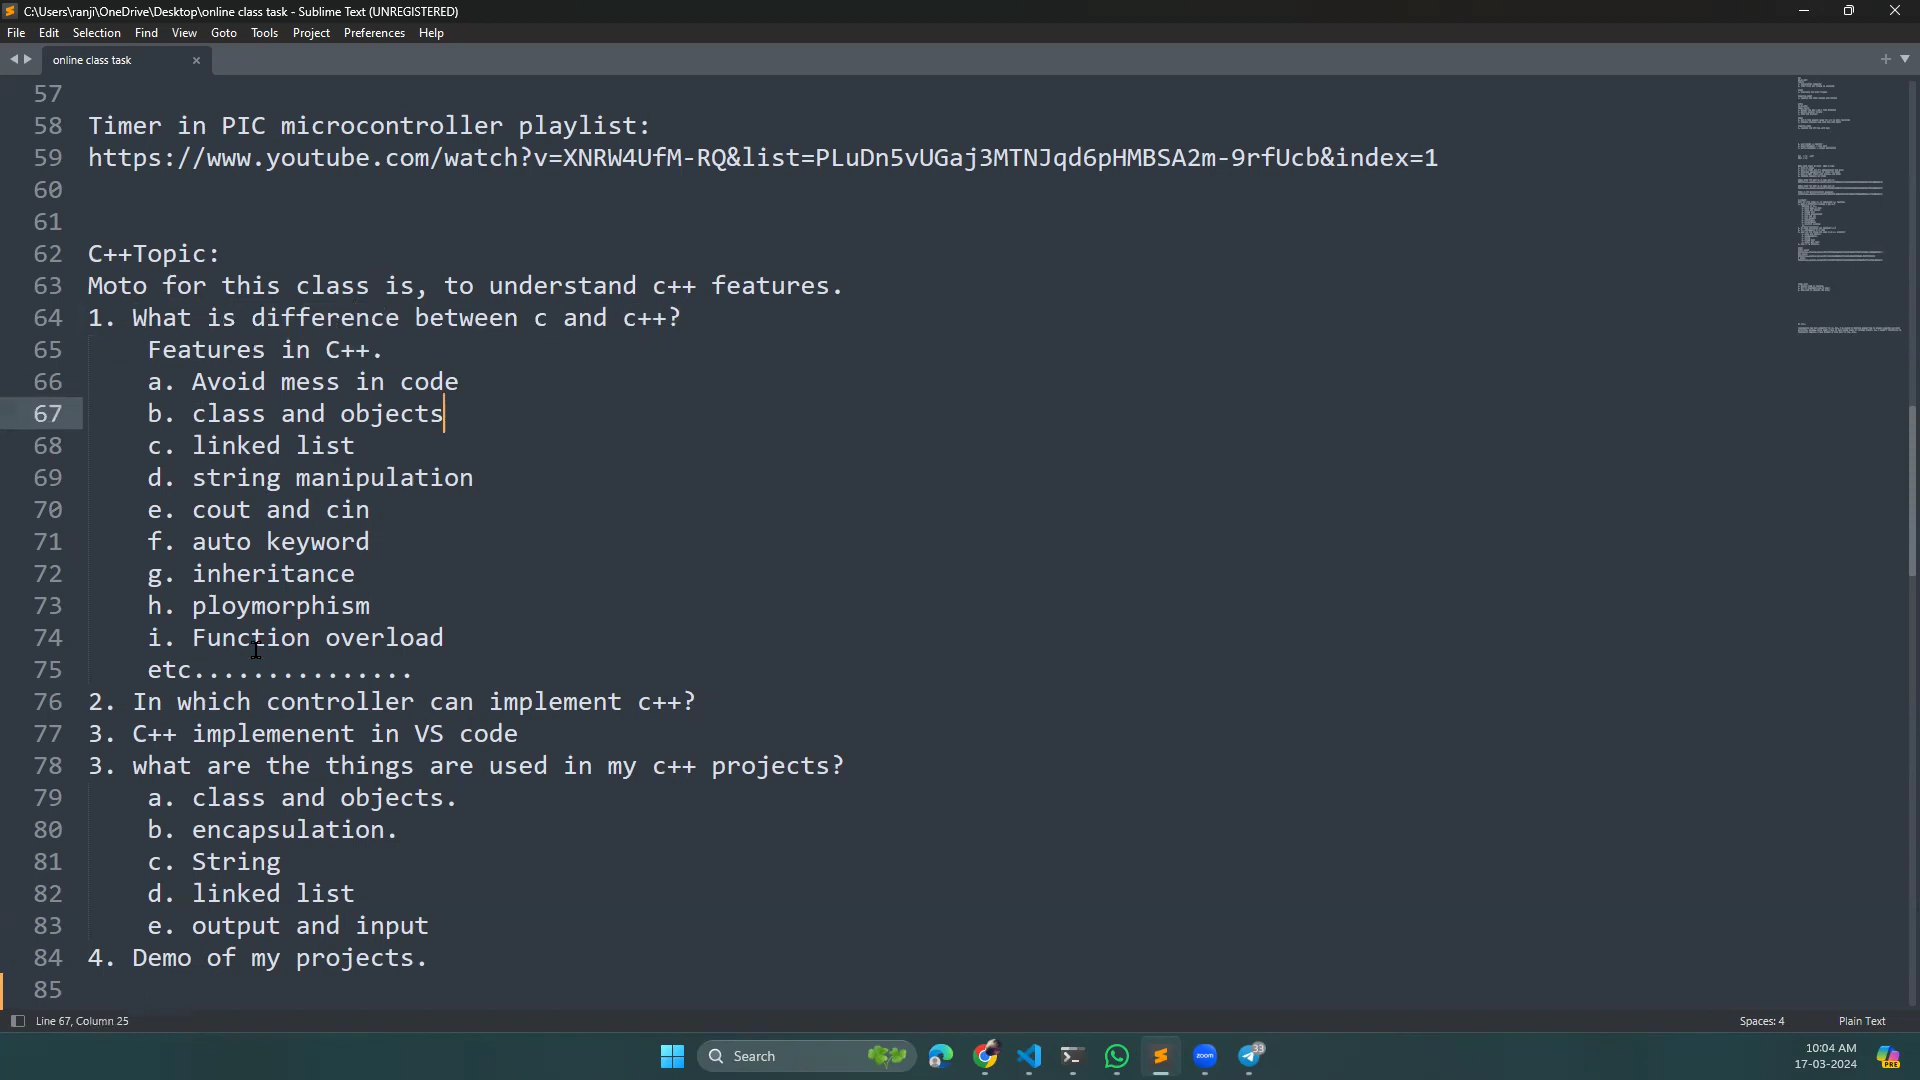 C:\Users\ranji\OneDrive\Desktop\online class task - Sublime Text (UNREGISTERED)
File Edit Selection Find View Goto Tools Project Preferences Help
online class task
57
58 Timer in PIC microcontroller playlist:
59 https://www.youtube.com/watch?v=XNRW4UfM-RQ&list=PLuDn5vUGaj3MTNJqd6pHMBSA2m-9rfUcb&index=1
60
61
62 C++Topic:
63 Moto for this class is, to understand c++ features.
64 1. What is difference between c and c++?
65 Features in C++.
66 a. Avoid mess in code
67 b. class and objects
68 c. linked list
69 d. string manipulation
70 e. cout and cin
71 f. auto keyword
72 g. inheritance
73 h. ploymorphism
74 i. Function overload
75 etc...............
76 2. In which controller can implement c++?
77 3. C++ implemenent in VS code
78 3. what are the things are used in my c++ projects?
79 a. class and objects.
80 b. encapsulation.
81 c. String
82 d. linked list
83 e. output and input
84 4. Demo of my projects.
85
Line 67, Column 25 Spaces: 4 Plain Text
Search zoom 33 10:04 AM PRE
17-03-2024